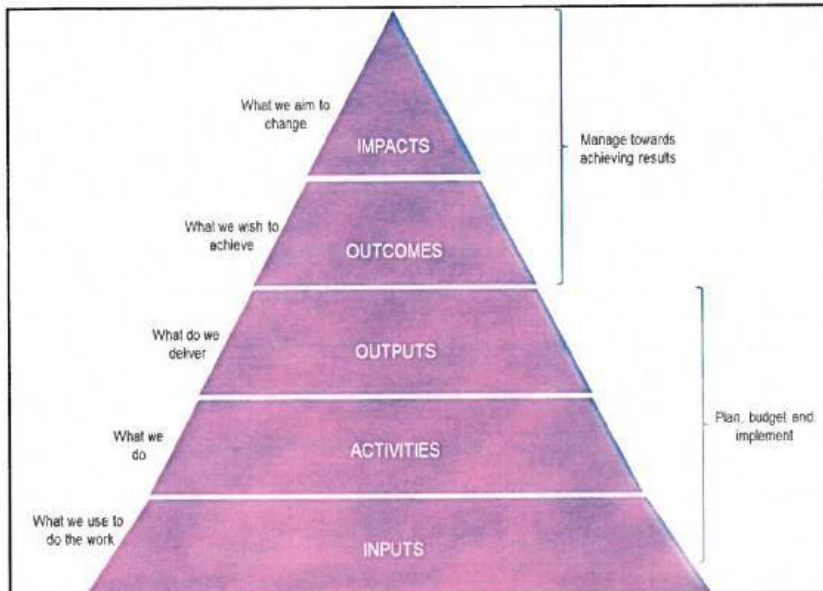 What we aim to
change
IMPACTS
Manage towards
achieving results
What we wish to
achieve
OUTCOMES
What do we
deliver
OUTPUTS
Plan, budget and
implement
What we
do
ACTIVITIES
What we use to
do the work
INPUTS